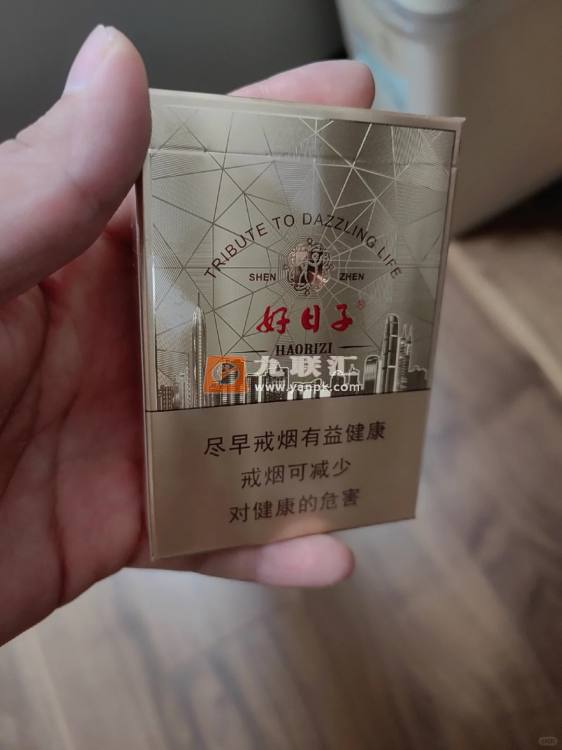 TRIBUTE TO DAZZLING LIFE
SHEN ZHEN
好日子®
HAORIZI
九联汇
www.yanpk.com
尽早戒烟有益健康
戒烟可减少
对健康的危害